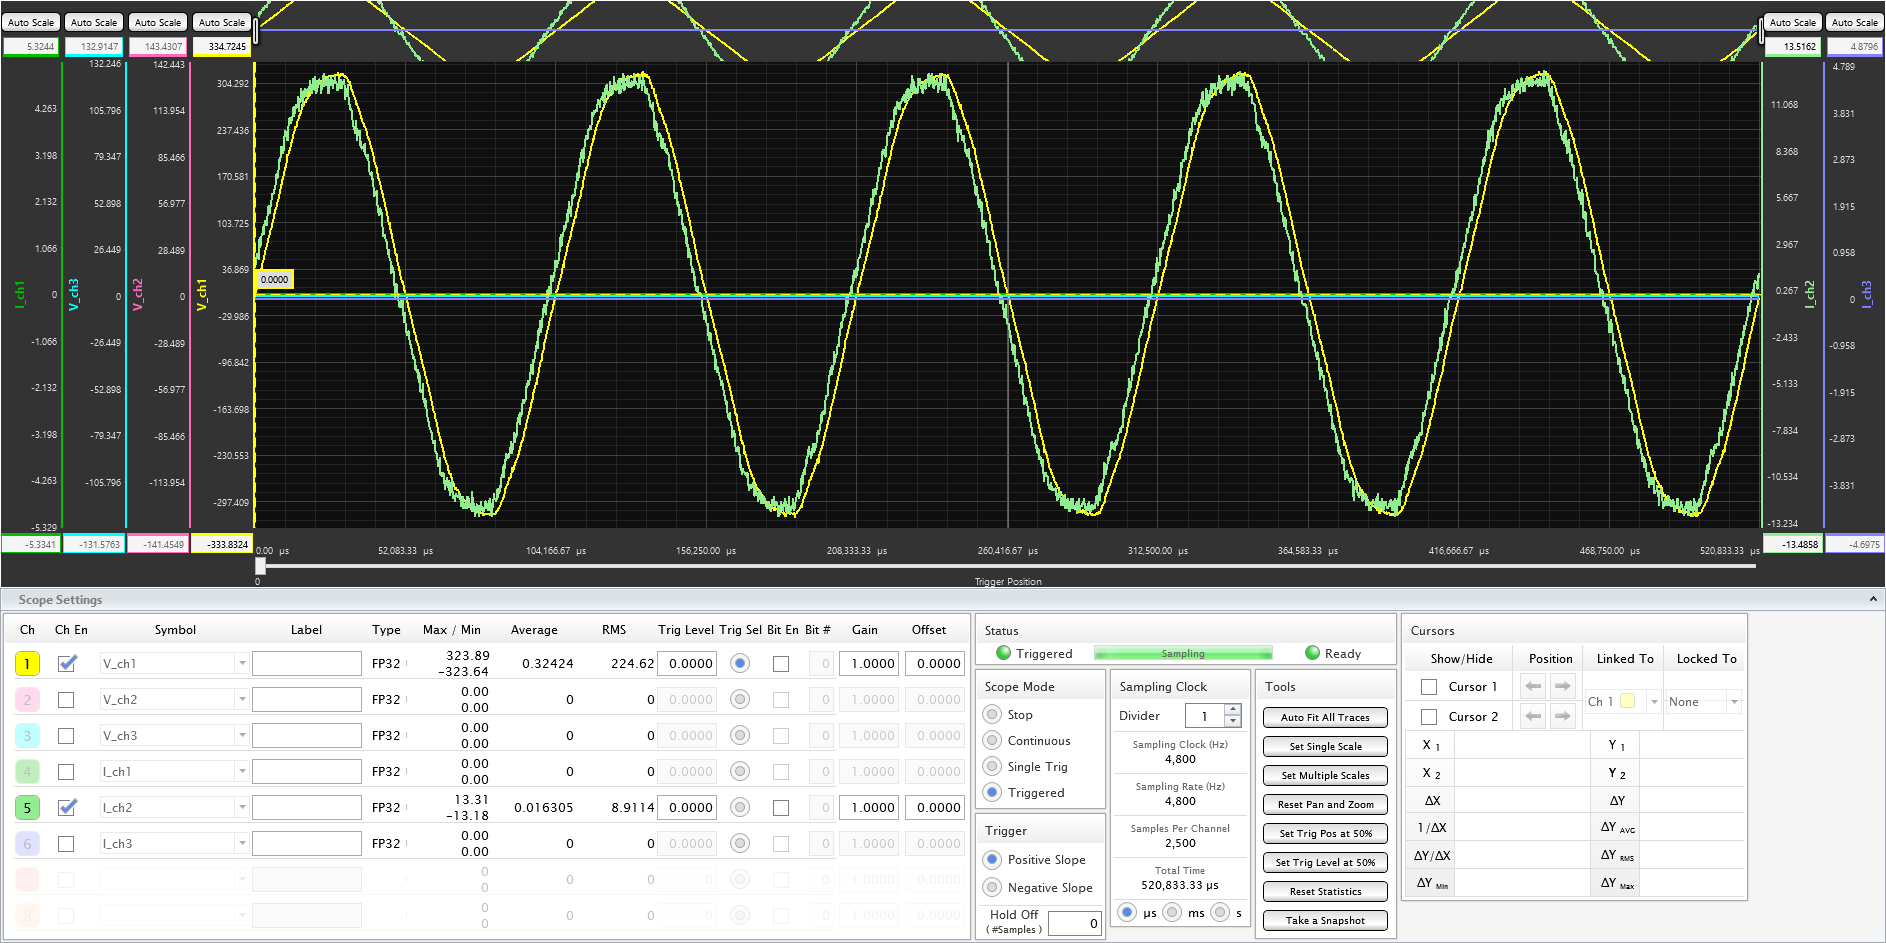 Auto Scale Auto Scale Auto Scale Auto Scale Auto Scale Auto Scale
5.3244 132.9147 143.4307 334.7245 13.5162 4.8796
132.246 142.443 4.789
4.263 105.796 113.954 304.292 11.068 3.831
3.198 79.347 85.466 237.436 8.368 2.873
2.132 52.898 56.977 170.581 5.667 1.915
1.066 26.449 28.489 103.725 2.967 0.958
36.869 0.267
0.0000
0 0 0 0
I_ch1 V_ch3 V_ch2 V_ch1 I_ch2 I_ch3
-1.066 -26.449 -28.489 -29.986 -2.433 -0.958
-2.132 -52.898 -56.977 -96.842 -5.133 -1.915
-3.198 -79.347 -85.466 -163.698 -7.834 -2.873
-4.263 -105.796 -113.954 -230.553 -10.534 -3.831
-5.329 -297.409 -13.234
-5.3341 -131.5763 -141.4549 -333.8324 -13.4858 -4.6975
0.00 µs 52,083.33 µs 104,166.67 µs 156,250.00 µs 208,333.33 µs 260,416.67 µs 312,500.00 µs 364,583.33 µs 416,666.67 µs 468,750.00 µs 520,833.33 µs
0 Trigger Position
Scope Settings
Ch Ch En Symbol Label Type Max / Min Average RMS Trig Level Trig Sel Bit En Bit # Gain Offset
1 V_ch1 FP32 323.89 0.32424 224.62 0.0000 0 1.0000 0.0000
-323.64
2 V_ch2 FP32 0.00 0 0 0.0000 0 1.0000 0.0000
0.00
3 V_ch3 FP32 0.00 0 0 0.0000 0 1.0000 0.0000
0.00
4 I_ch1 FP32 0.00 0 0 0.0000 0 1.0000 0.0000
0.00
5 I_ch2 FP32 13.31 0.016305 8.9114 0.0000 0 1.0000 0.0000
-13.18
6 I_ch3 FP32 0.00 0 0 0.0000 0 1.0000 0.0000
0.00
7 0 0 0 0.0000 0 1.0000 0.0000
0
8 0 0 0 0.0000 0 1.0000 0.0000
0
Status
Triggered Sampling Ready
Scope Mode
Stop
Continuous
Single Trig
Triggered
Trigger
Positive Slope
Negative Slope
Hold Off
( #Samples ) 0
Sampling Clock
Divider 1
Sampling Clock (Hz)
4,800
Sampling Rate (Hz)
4,800
Samples Per Channel
2,500
Total Time
520,833.33 µs
µs ms s
Tools
Auto Fit All Traces
Set Single Scale
Set Multiple Scales
Reset Pan and Zoom
Set Trig Pos at 50%
Set Trig Level at 50%
Reset Statistics
Take a Snapshot
Cursors
Show/Hide Position Linked To Locked To
Cursor 1
Ch 1 None
Cursor 2
X 1 Y 1
X 2 Y 2
ΔX ΔY
1/ΔX ΔY AVG
ΔY/ΔX ΔY RMS
ΔY Min ΔY Max